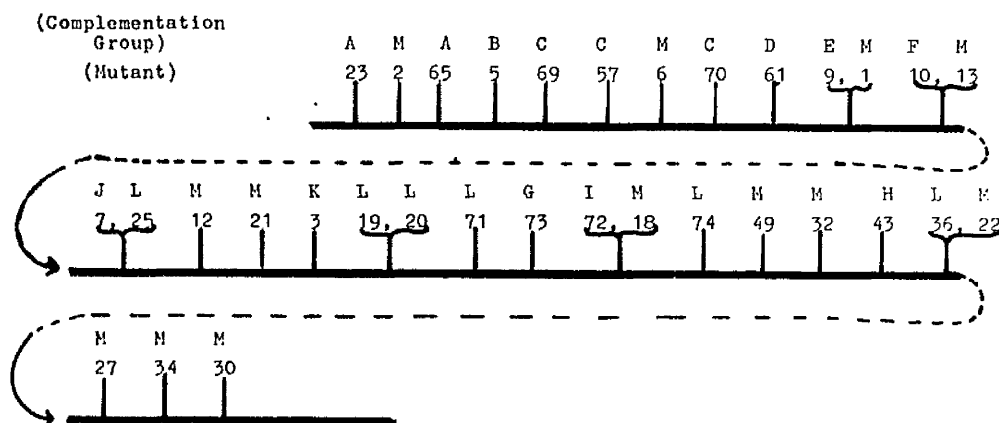 (Complementation
Group)
A M A B C C M C D E M F M
(Mutant)
23 2 65 5 69 57 6 70 61 9, 1 10, 13
J L M M K L L L G I M L M M H L M
7, 25 12 21 3 19, 20 71 73 72, 18 74 49 32 43 36, 22
M M M
27 34 30